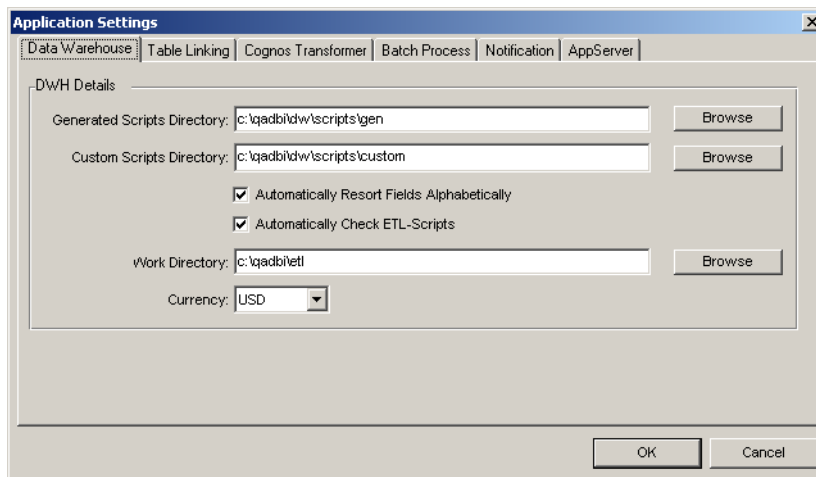 Application Settings
Data Warehouse Table Linking Cognos Transformer Batch Process Notification AppServer
DWH Details
Generated Scripts Directory: c:\qadbi\dw\scripts\gen Browse
Custom Scripts Directory: c:\qadbi\dw\scripts\custom Browse
Automatically Resort Fields Alphabetically
Automatically Check ETL-Scripts
Work Directory: c:\qadbi\etl Browse
Currency: USD
OK Cancel